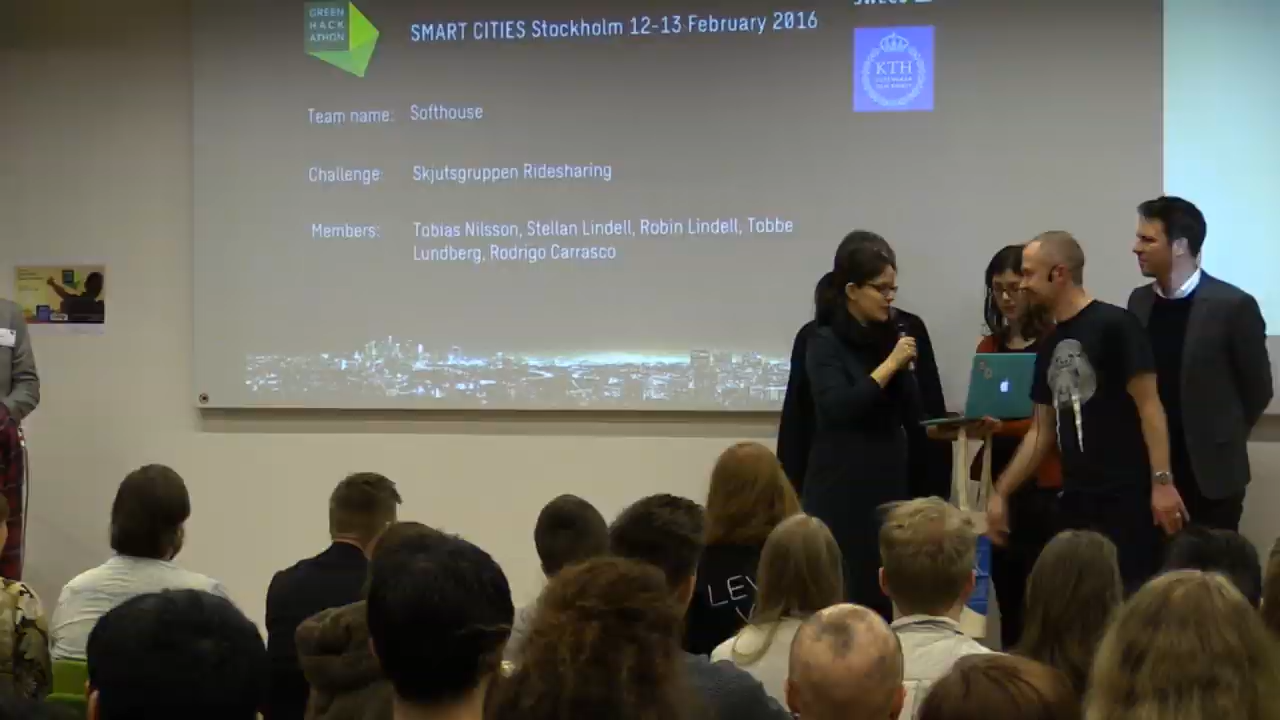 GREEN
HACK
ATHON
SMART CITIES Stockholm 12-13 February 2016
KTH
Team name: Softhouse
Challenge: Skjutsgruppen Ridesharing
Members: Tobias Nilsson, Stellan Lindell, Robin Lindell, Tobbe
Lundberg, Rodrigo Carrasco